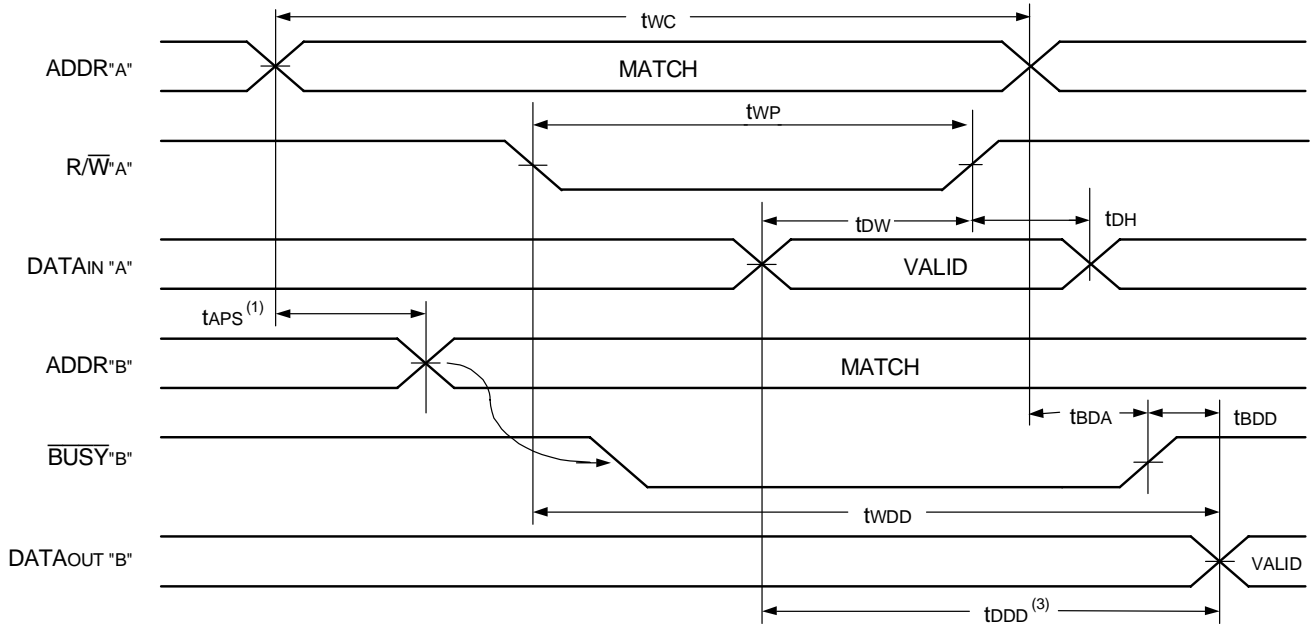 tWC
ADDR"A" MATCH
tWP
R/W̅"A"
tDW tDH
DATAIN "A" VALID
tAPS (1)
ADDR"B" MATCH
tBDA tBDD
B̅U̅S̅Y̅"B"
tWDD
DATAOUT "B" VALID
tDDD (3)